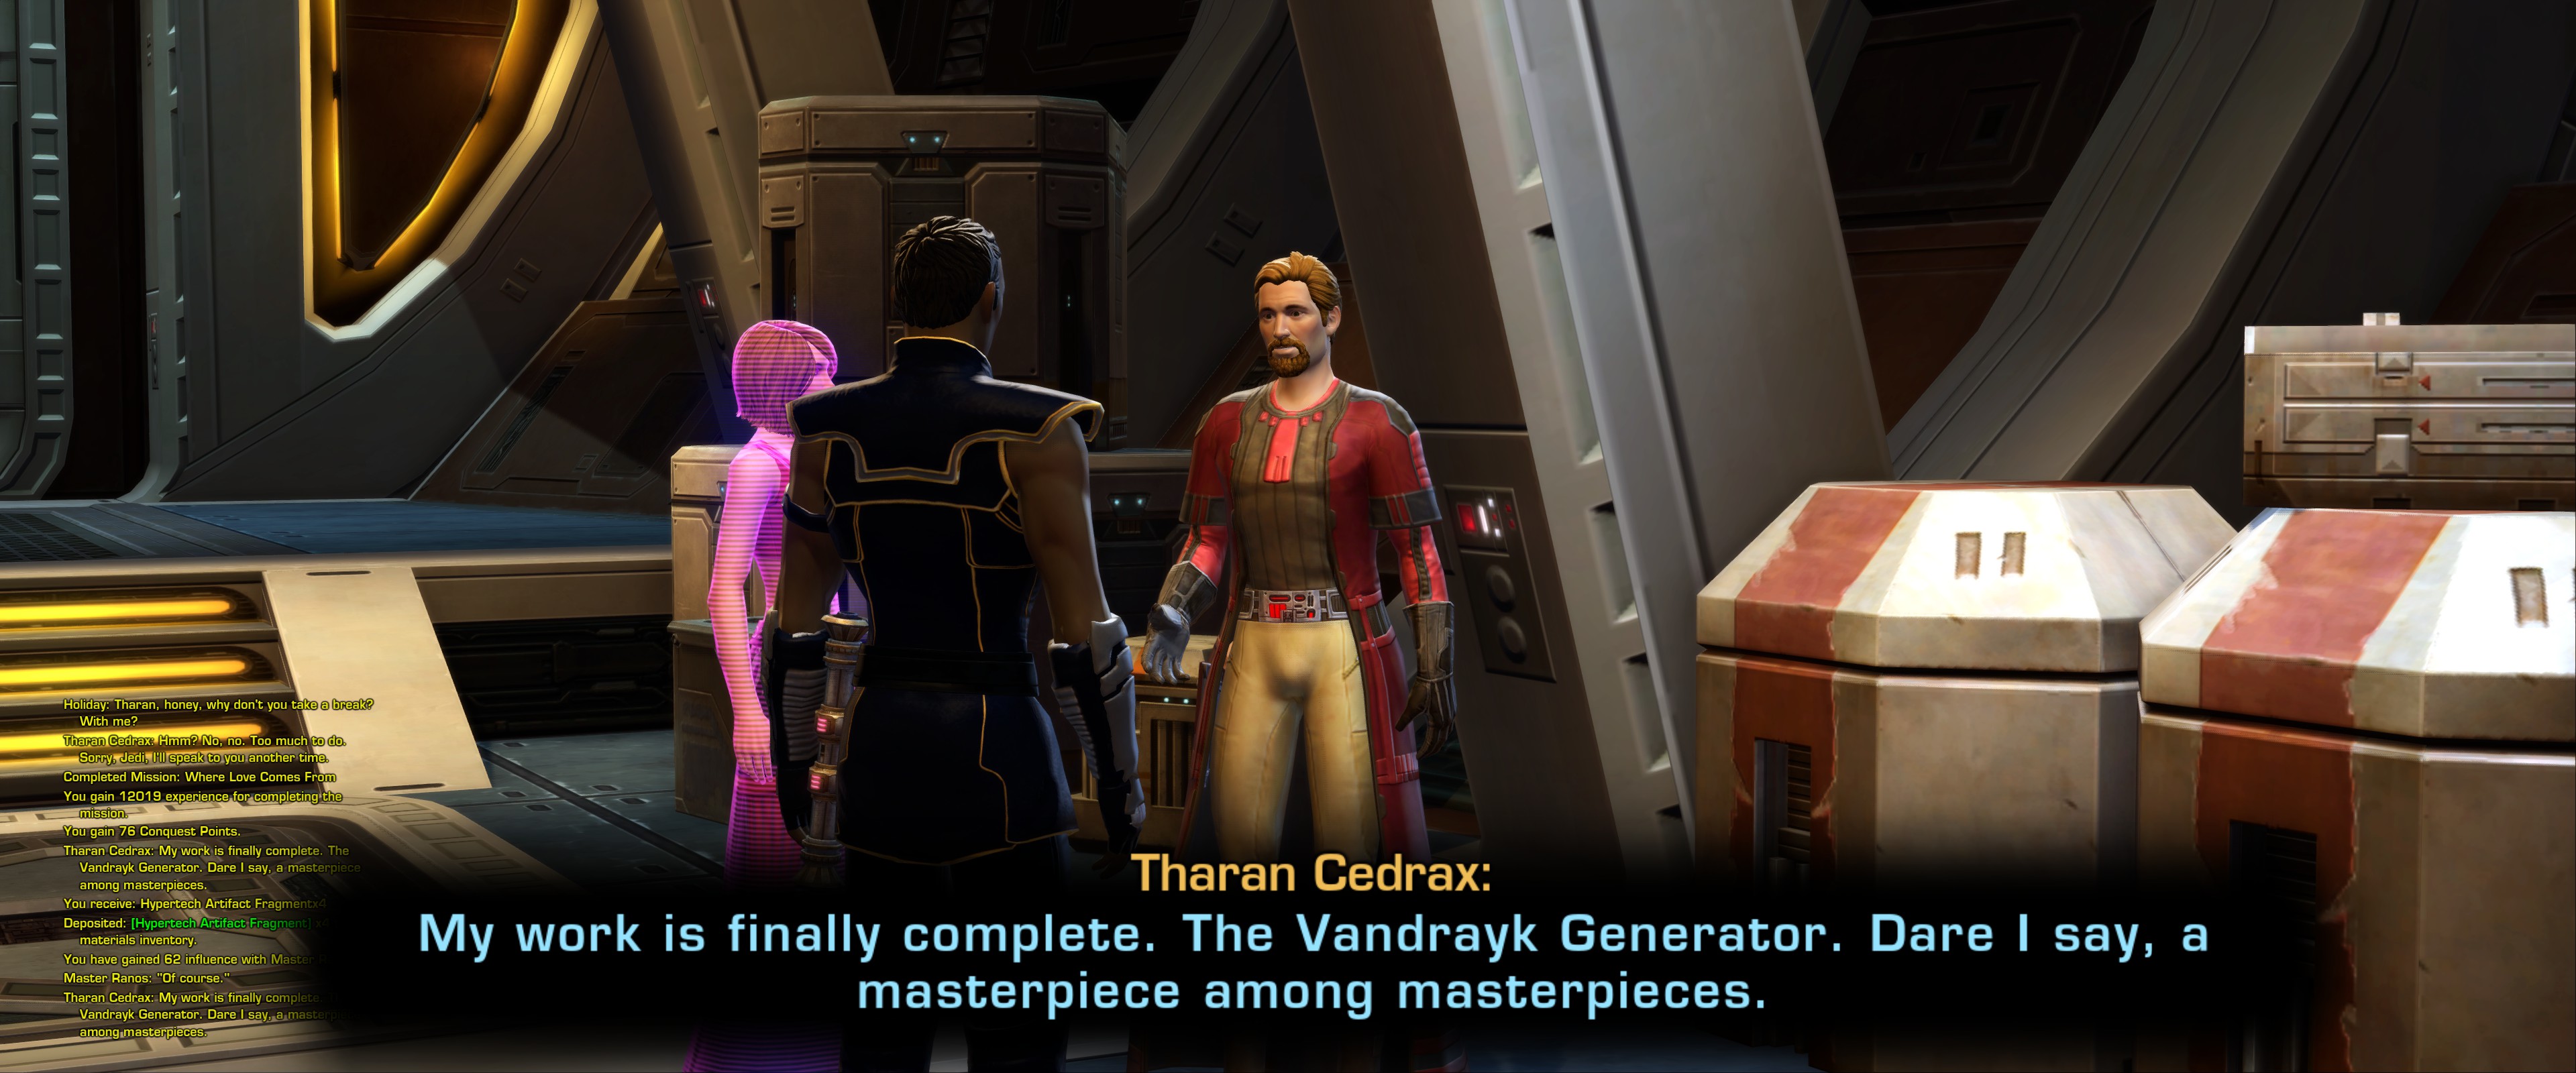 Holiday: Tharan, honey, why don't you take a break?
With me?
Tharan Cedrax: Hmm? No, no. Too much to do.
Sorry, Jedi, I'll speak to you another time.
Completed Mission: Where Love Comes From
You gain 12019 experience for completing the
mission.
You gain 76 Conquest Points.
Tharan Cedrax: My work is finally complete. The
Vandrayk Generator. Dare I say, a masterpiece
among masterpieces.
You receive: Hypertech Artifact Fragmentx4
Deposited: [Hypertech Artifact Fragment] x4
materials inventory.
You have gained 62 influence with Master
Master Ranos: "Of course."
Tharan Cedrax: My work is finally complete.
Vandrayk Generator. Dare I say, a
among masterpieces.
Tharan Cedrax:
My work is finally complete. The Vandrayk Generator. Dare I say, a
masterpiece among masterpieces.